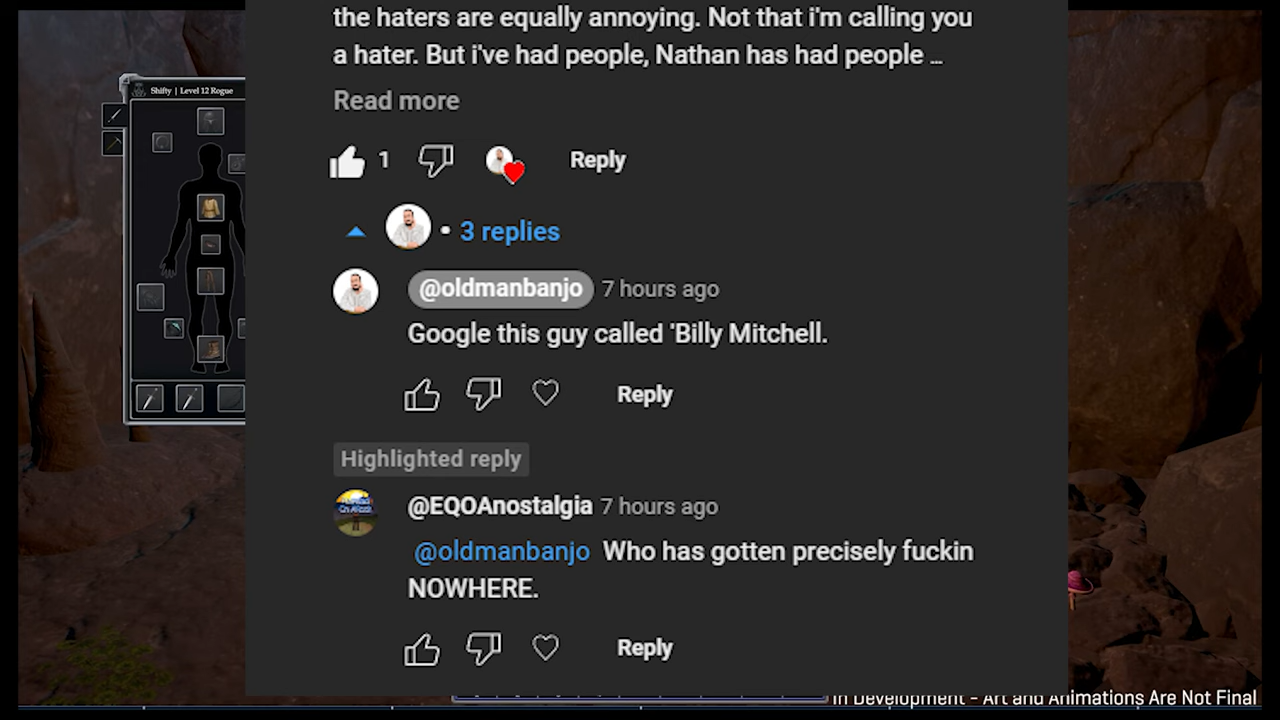 the haters are equally annoying. Not that i'm calling you
a hater. But i've had people, Nathan has had people ...
Read more
1
Reply
• 3 replies
@oldmanbanjo 7 hours ago
Google this guy called 'Billy Mitchell.
Reply
Highlighted reply
@EQOAnostalgia 7 hours ago
@oldmanbanjo Who has gotten precisely fuckin
NOWHERE.
Reply
Shifty | Level 12 Rogue
In Development - Art and Animations Are Not Final